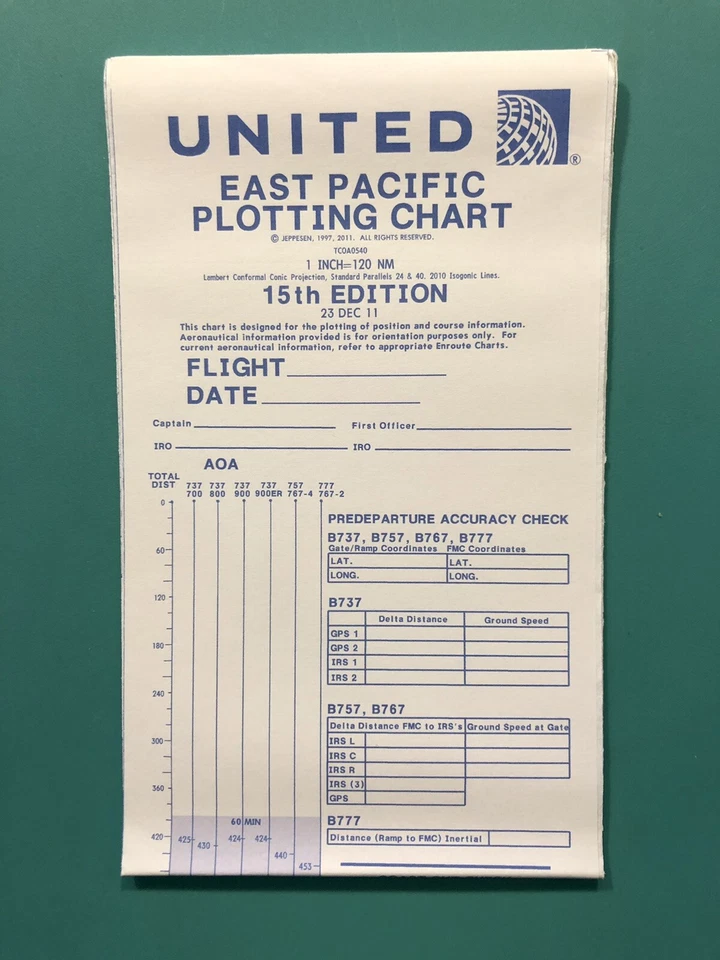 UNITED ®
EAST PACIFIC
PLOTTING CHART
© JEPPESEN, 1997, 2011. ALL RIGHTS RESERVED.
TCOA0540
1 INCH=120 NM
Lambert Conformal Conic Projection, Standard Parallels 24 & 40. 2010 Isogonic Lines.
15th EDITION
23 DEC 11
This chart is designed for the plotting of position and course information.
Aeronautical information provided is for orientation purposes only. For
current aeronautical information, refer to appropriate Enroute Charts.
FLIGHT
DATE
Captain First Officer
IRO IRO
AOA
TOTAL
DIST 737 737 737 737 757 777
700 800 900 900ER 767-4 767-2
0
PREDEPARTURE ACCURACY CHECK
B737, B757, B767, B777
60 Gate/Ramp Coordinates FMC Coordinates
LAT. LAT.
LONG. LONG.
120 B737
Delta Distance Ground Speed
GPS 1
180 GPS 2
IRS 1
IRS 2
240
B757, B767
Delta Distance FMC to IRS's Ground Speed at Gate
300 IRS L
IRS C
IRS R
360 IRS (3)
GPS
60 MIN B777
420 425 430 424 424 Distance (Ramp to FMC) Inertial
440
453